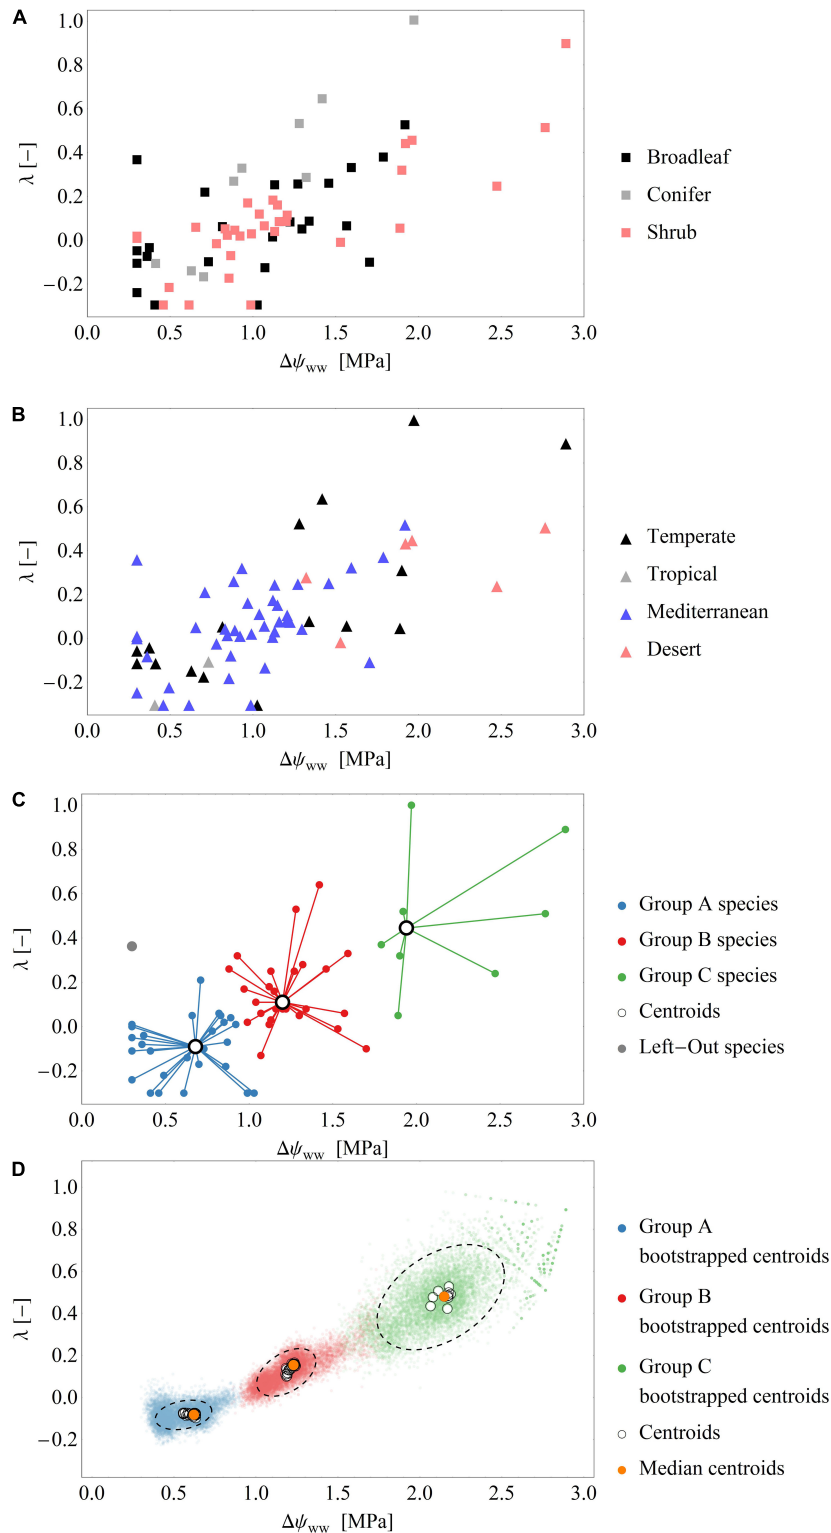 A
1.0
0.8
0.6
0.4
0.2
0.0
−0.2
λ [−]
0.0 0.5 1.0 1.5 2.0 2.5 3.0
Δψww [MPa]
Broadleaf
Conifer
Shrub
B
1.0
0.8
0.6
0.4
0.2
0.0
−0.2
λ [−]
0.0 0.5 1.0 1.5 2.0 2.5 3.0
Δψww [MPa]
Temperate
Tropical
Mediterranean
Desert
C
1.0
0.8
0.6
0.4
0.2
0.0
−0.2
λ [−]
0.0 0.5 1.0 1.5 2.0 2.5 3.0
Δψww [MPa]
Group A species
Group B species
Group C species
Centroids
Left−Out species
D
1.0
0.8
0.6
0.4
0.2
0.0
−0.2
λ [−]
0.0 0.5 1.0 1.5 2.0 2.5 3.0
Δψww [MPa]
Group A
bootstrapped centroids
Group B
bootstrapped centroids
Group C
bootstrapped centroids
Centroids
Median centroids